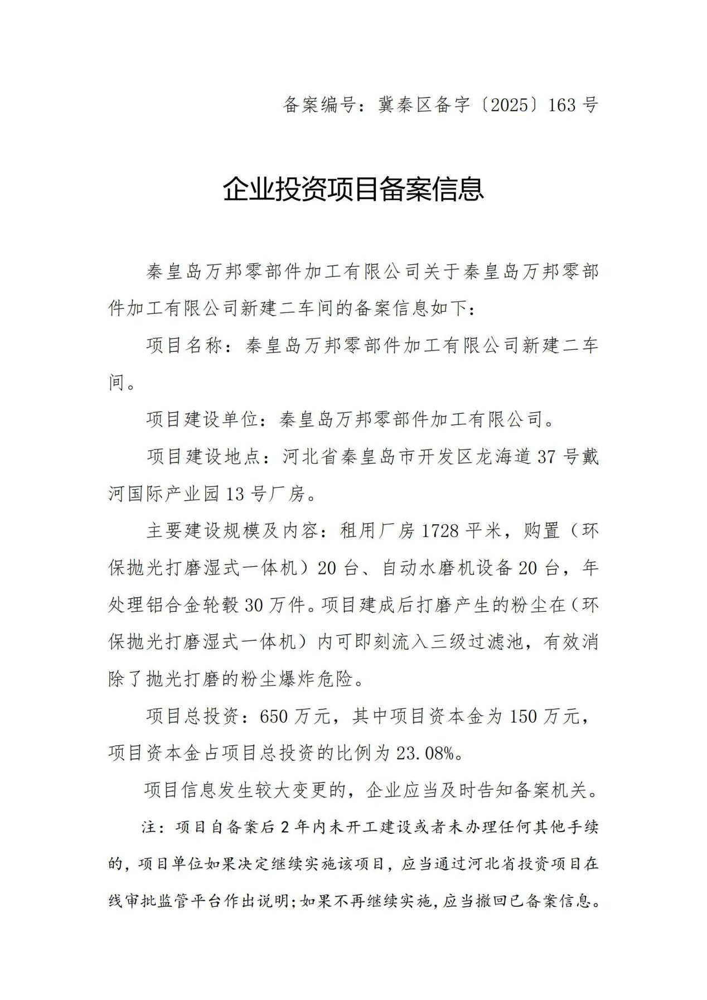 备案编号：冀秦区备字〔2025〕163 号
企业投资项目备案信息
秦皇岛万邦零部件加工有限公司关于秦皇岛万邦零部
件加工有限公司新建二车间的备案信息如下：
项目名称：秦皇岛万邦零部件加工有限公司新建二车
间。
项目建设单位：秦皇岛万邦零部件加工有限公司。
项目建设地点：河北省秦皇岛市开发区龙海道 37 号戴
河国际产业园 13 号厂房。
主要建设规模及内容：租用厂房 1728 平米，购置（环
保抛光打磨湿式一体机）20 台、自动水磨机设备 20 台，年
处理铝合金轮毂 30 万件。项目建成后打磨产生的粉尘在（环
保抛光打磨湿式一体机）内可即刻流入三级过滤池，有效消
除了抛光打磨的粉尘爆炸危险。
项目总投资：650 万元，其中项目资本金为 150 万元，
项目资本金占项目总投资的比例为 23.08%。
项目信息发生较大变更的，企业应当及时告知备案机关。
注：项目自备案后 2 年内未开工建设或者未办理任何其他手续
的，项目单位如果决定继续实施该项目，应当通过河北省投资项目在
线审批监管平台作出说明；如果不再继续实施，应当撤回已备案信息。